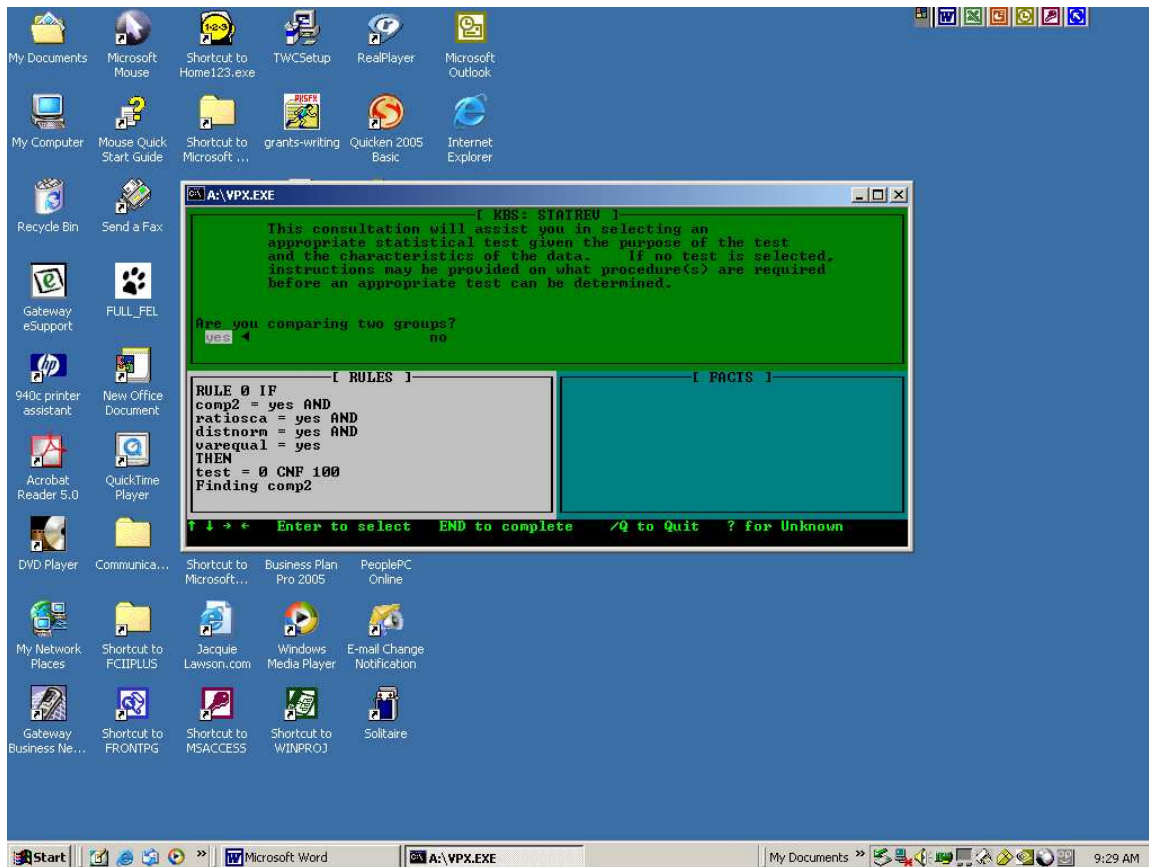 My Documents
Microsoft Mouse
Shortcut to Home123.exe
TWCSetup
RealPlayer
Microsoft Outlook
My Computer
Mouse Quick Start Guide
Shortcut to Microsoft ...
grants-writing
Quicken 2005 Basic
Internet Explorer
Recycle Bin
Send a Fax
Gateway eSupport
FULL_FEL
940c printer assistant
New Office Document
Acrobat Reader 5.0
QuickTime Player
DVD Player
Communica...
Shortcut to Microsoft...
Business Plan Pro 2005
PeoplePC Online
My Network Places
Shortcut to FCIIPLUS
Jacquie Lawson.com
Windows Media Player
E-mail Change Notification
Gateway Business Ne...
Shortcut to FRONTPG
Shortcut to MSACCESS
Shortcut to WINPROJ
Solitaire
A:\VPX.EXE
[ KBS: STATREV ]
This consultation will assist you in selecting an
appropriate statistical test given the purpose of the test
and the characteristics of the data. If no test is selected,
instructions may be provided on what procedure(s) are required
before an appropriate test can be determined.
Are you comparing two groups?
yes ◄ no
[ RULES ]
RULE 0 IF
comp2 = yes AND
ratiosca = yes AND
distnorm = yes AND
varequal = yes
THEN
test = 0 CNF 100
Finding comp2
[ FACTS ]
↑ ↓ → ← Enter to select END to complete /Q to Quit ? for Unknown
Start » Microsoft Word A:\VPX.EXE My Documents » 9:29 AM